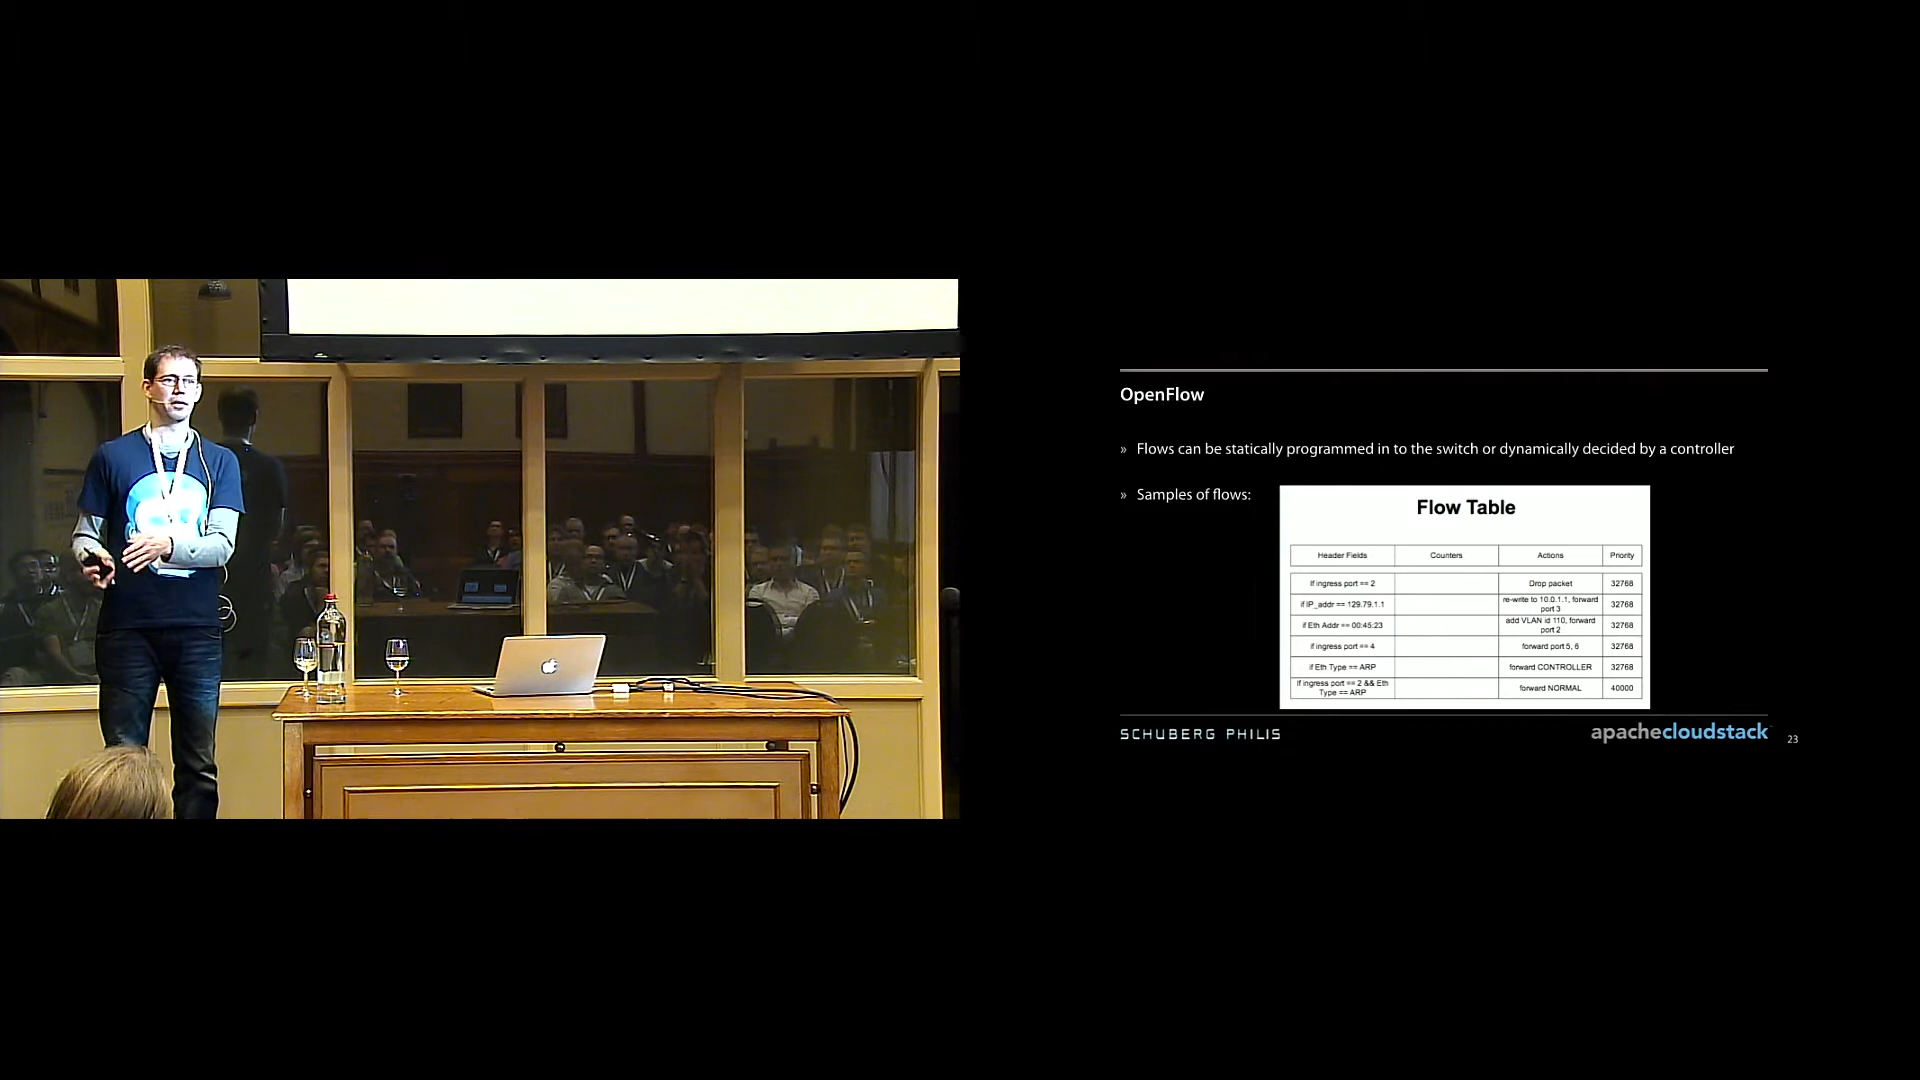 OpenFlow
» Flows can be statically programmed in to the switch or dynamically decided by a controller
» Samples of flows:
Flow Table
Header Fields Counters Actions Priority
If ingress port == 2 Drop packet 32768
if IP_addr == 129.79.1.1 re-write to 10.0.1.1, forward port 3 32768
if Eth Addr == 00:45:23 add VLAN id 110, forward port 2 32768
if ingress port == 4 forward port 5, 6 32768
if Eth Type == ARP forward CONTROLLER 32768
If ingress port == 2 && Eth Type == ARP forward NORMAL 40000
SCHUBERG PHILIS
apachecloudstack
23